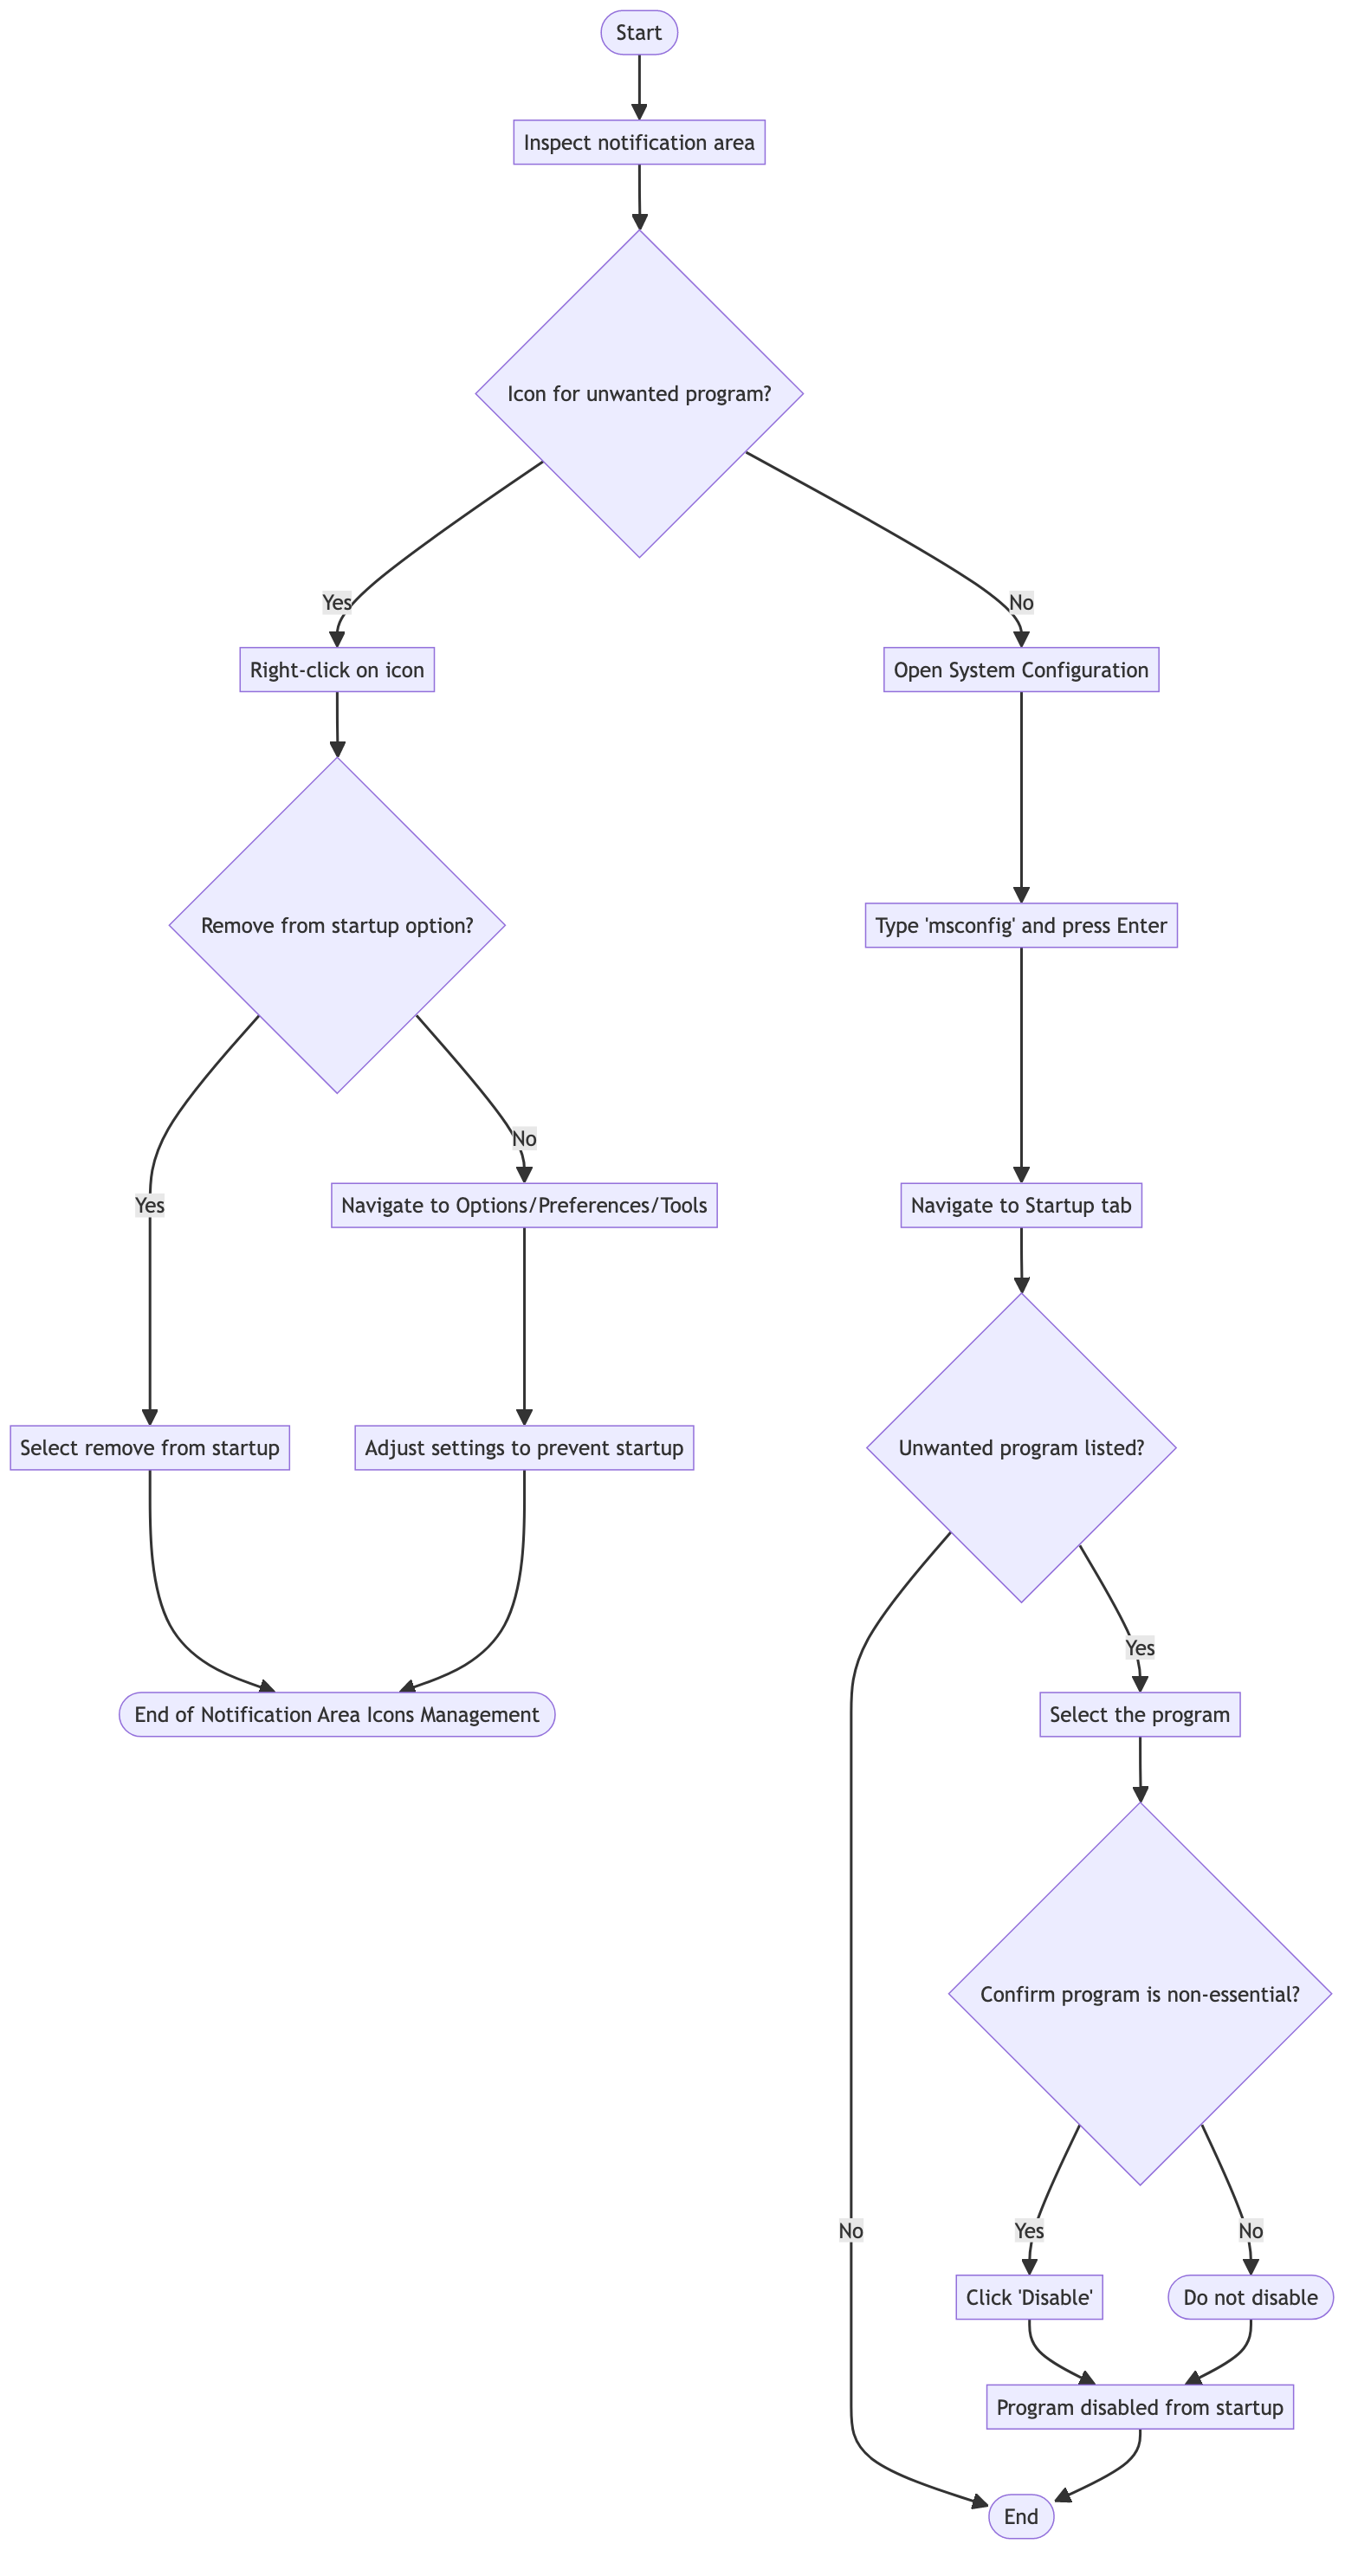 Start
Inspect notification area
Icon for unwanted program?
Yes
No
Right-click on icon
Open System Configuration
Remove from startup option?
Type 'msconfig' and press Enter
No
Yes
Navigate to Options/Preferences/Tools
Navigate to Startup tab
Select remove from startup
Adjust settings to prevent startup
Unwanted program listed?
Yes
End of Notification Area Icons Management
Select the program
Confirm program is non-essential?
No
Yes
No
Click 'Disable'
Do not disable
Program disabled from startup
End